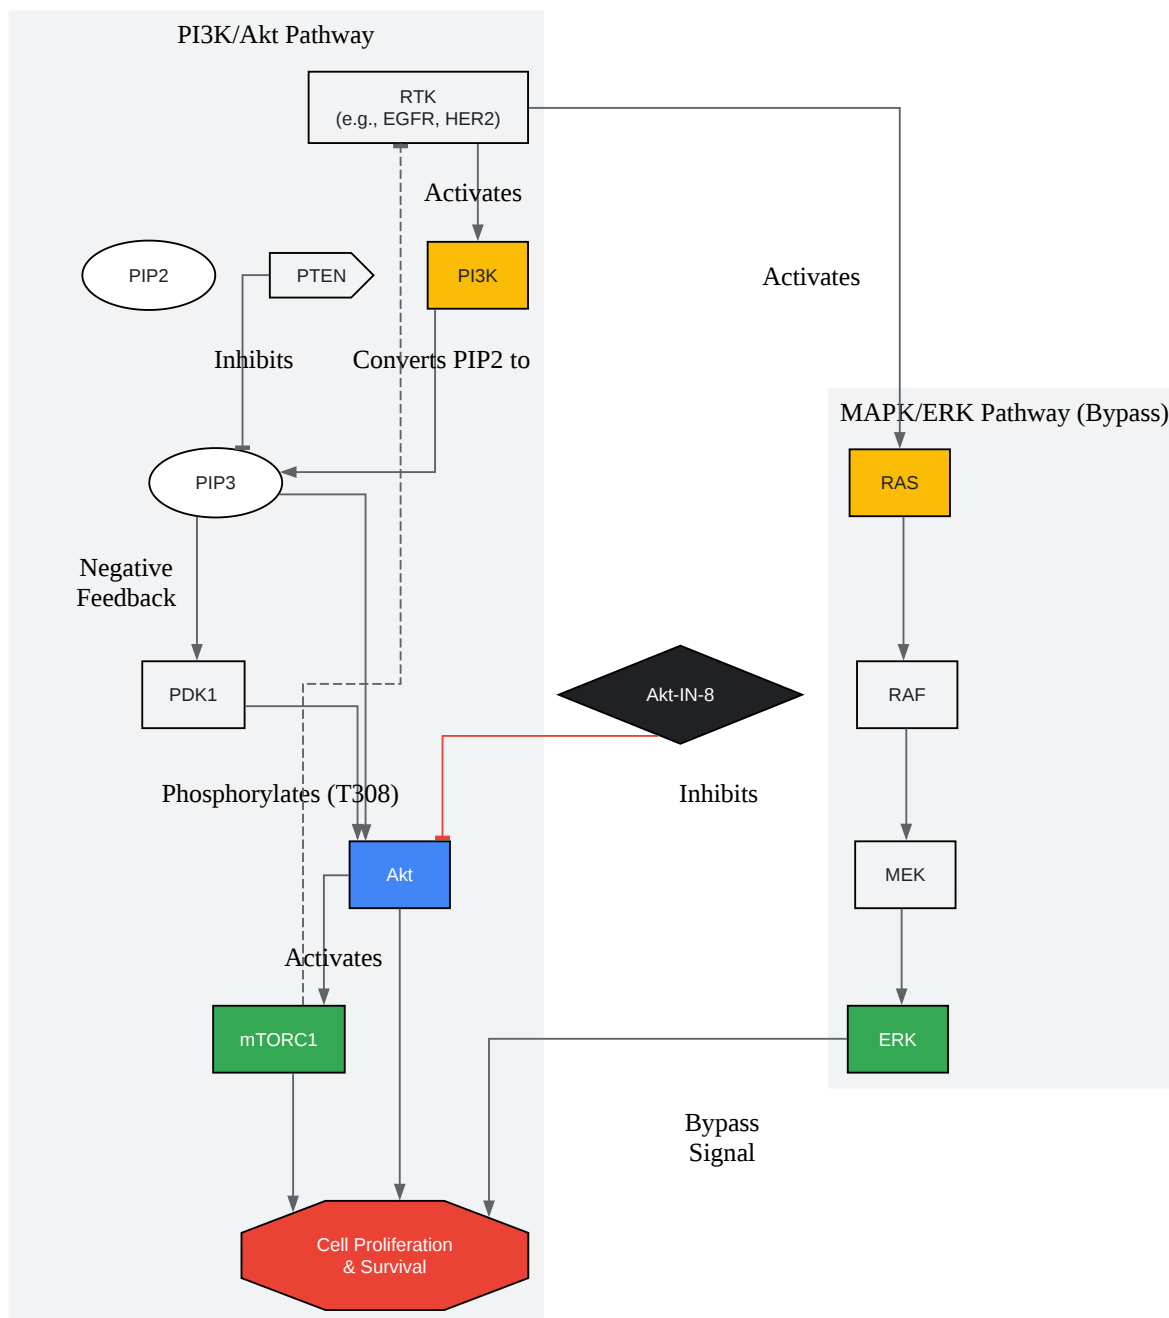 PI3K/Akt Pathway
RTK
(e.g., EGFR, HER2)
Activates
PIP2
PTEN
PI3K
Activates
Inhibits
Converts PIP2 to
MAPK/ERK Pathway (Bypass)
PIP3
RAS
Negative
Feedback
PDK1
Akt-IN-8
RAF
Phosphorylates (T308)
Inhibits
Akt
MEK
Activates
mTORC1
ERK
Bypass
Signal
Cell Proliferation
& Survival